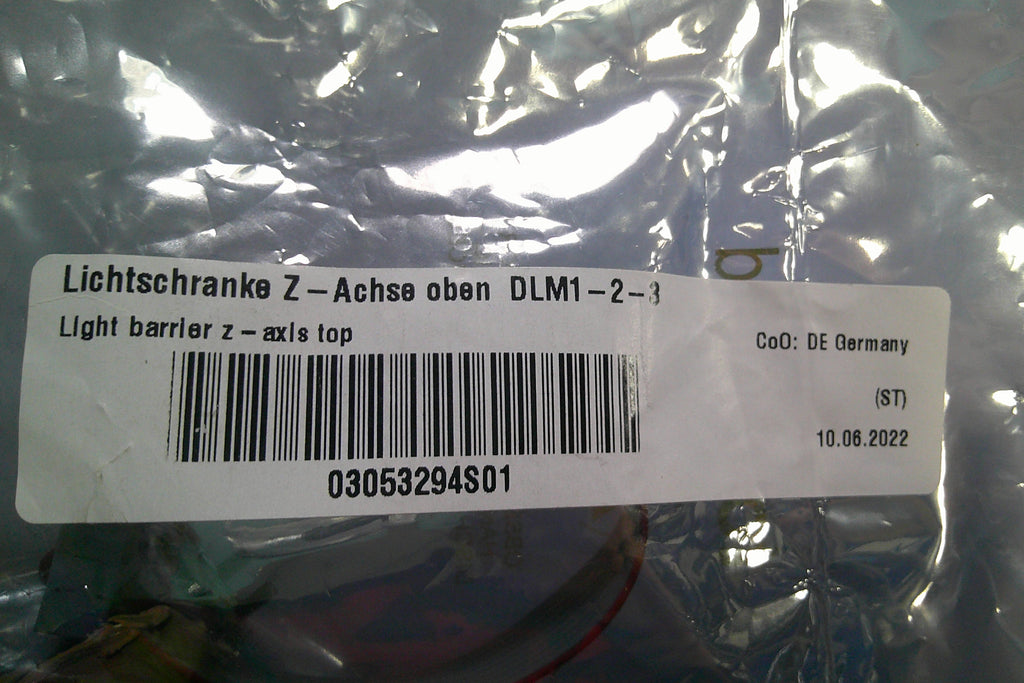 Lichtschranke Z-Achse oben DLM1-2-3
Light barrier z-axis top
CoO: DE Germany
(ST)
10.06.2022
03053294S01